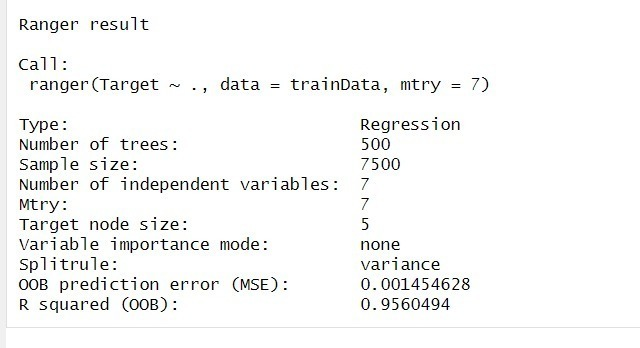 Ranger result
Call:
ranger(Target ~ ., data = trainData, mtry = 7)
Type: Regression
Number of trees: 500
Sample size: 7500
Number of independent variables: 7
Mtry: 7
Target node size: 5
Variable importance mode: none
Splitrule: variance
OOB prediction error (MSE): 0.001454628
R squared (OOB): 0.9560494